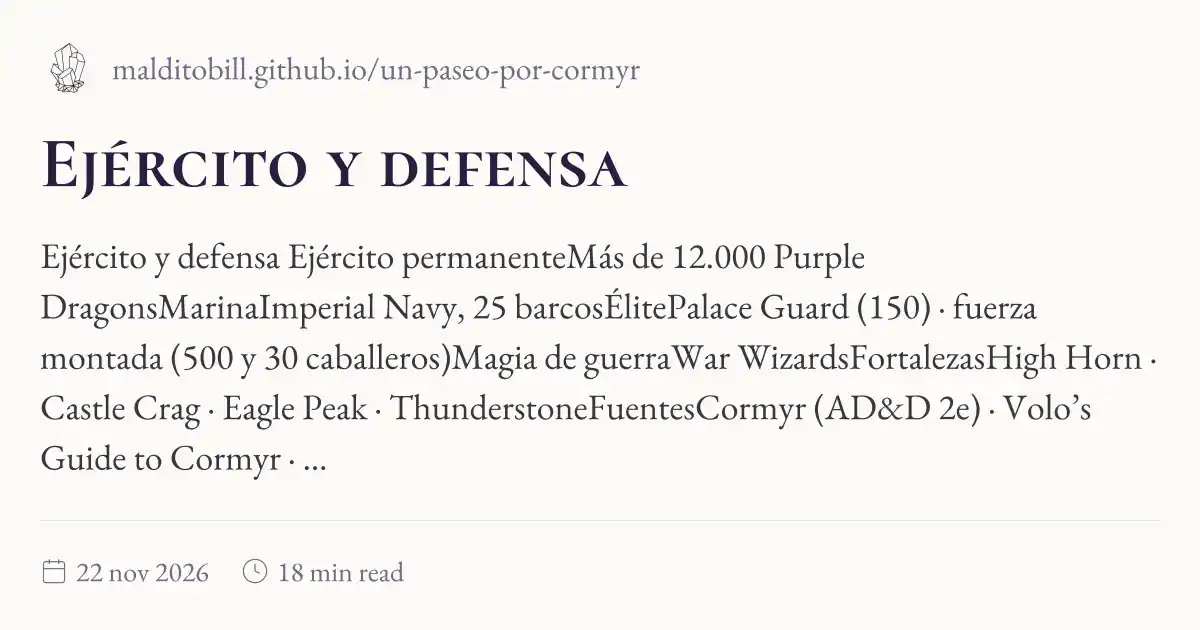 malditobill.github.io/un-paseo-por-cormyr
Ejército y defensa
Ejército y defensa Ejército permanenteMás de 12.000 Purple
DragonsMarinaImperial Navy, 25 barcosÉlitePalace Guard (150) · fuerza
montada (500 y 30 caballeros)Magia de guerraWar WizardsFortalezasHigh Horn ·
Castle Crag · Eagle Peak · ThunderstoneFuentesCormyr (AD&D 2e) · Volo’s
Guide to Cormyr · ...
22 nov 2026 18 min read